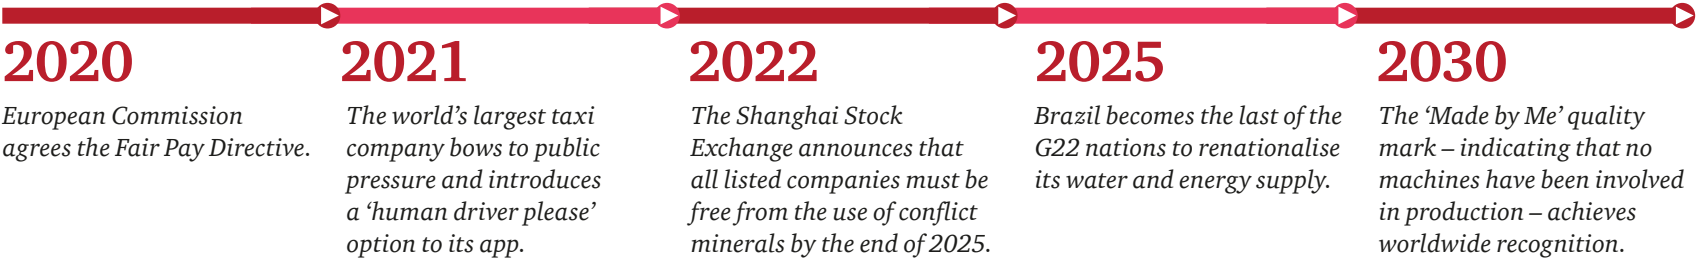 2020
European Commission
agrees the Fair Pay Directive.
2021
The world’s largest taxi
company bows to public
pressure and introduces
a ‘human driver please’
option to its app.
2022
The Shanghai Stock
Exchange announces that
all listed companies must be
free from the use of conflict
minerals by the end of 2025.
2025
Brazil becomes the last of the
G22 nations to renationalise
its water and energy supply.
2030
The ‘Made by Me’ quality
mark – indicating that no
machines have been involved
in production – achieves
worldwide recognition.